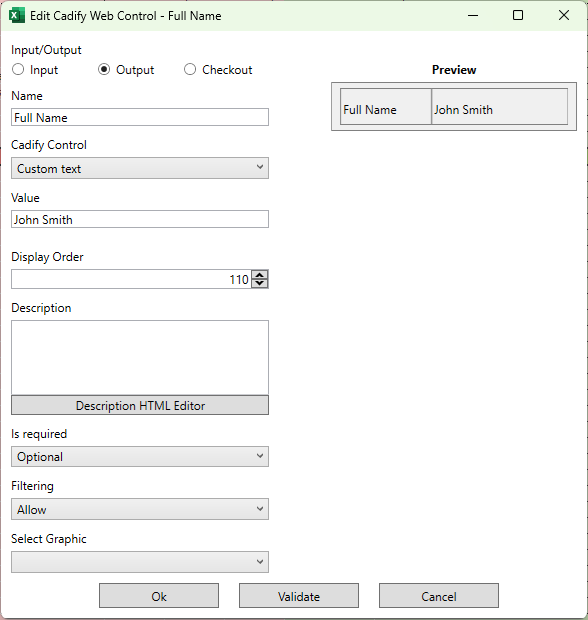 Edit Cadify Web Control - Full Name
Input/Output
Input Output Checkout
Name
Full Name
Cadify Control
Custom text
Value
John Smith
Display Order
110
Description
Description HTML Editor
Is required
Optional
Filtering
Allow
Select Graphic
Preview
Full Name John Smith
Ok Validate Cancel